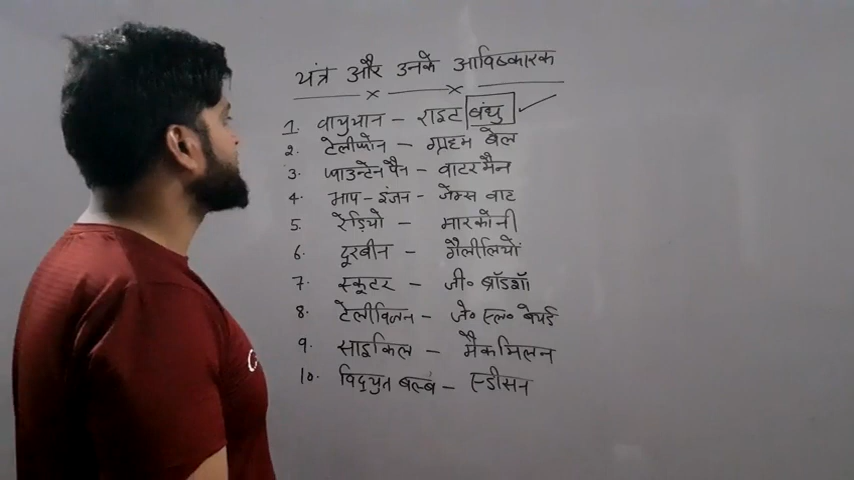 यंत्र और उनके आविष्कारक
1. वायुयान - राइट बंधु
2. टेलीफोन - ग्राहम बेल
3. फाउन्टेन पैन - वाटरमैन
4. भाप - इंजन - जेम्स वाट
5. रेडियो - मारकोनी
6. दूरबीन - गैलीलियों
7. स्कूटर - जी० ब्रॉडशॉ
8. टेलीविजन - जे० एल० बेयर्ड
9. साइकिल - मैकमिलन
10. विद्युत बल्ब - एडीसन